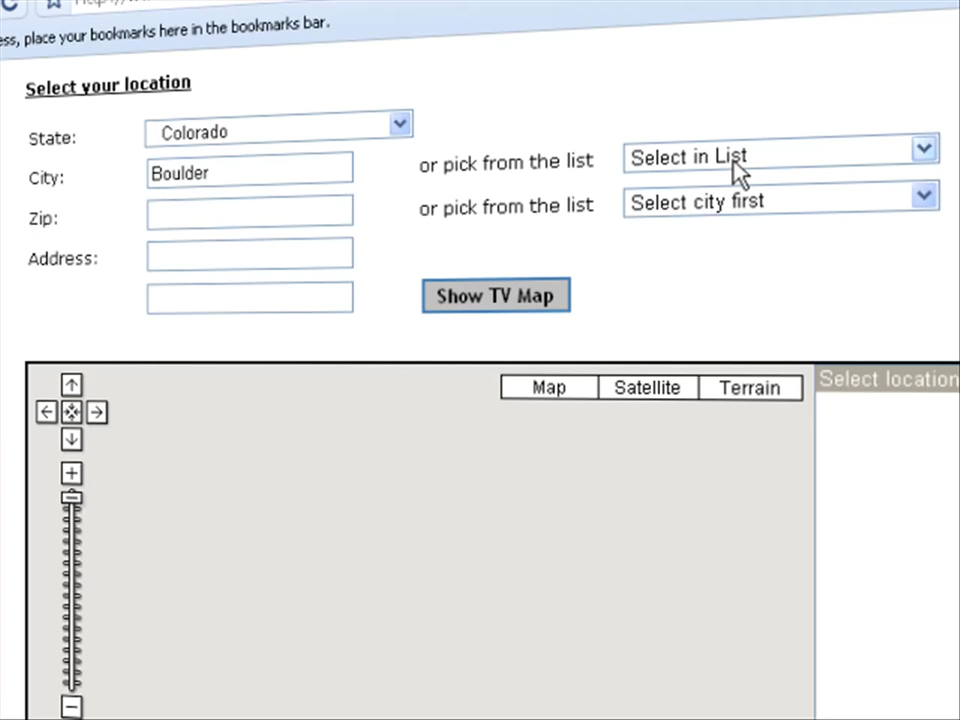 ess, place your bookmarks here in the bookmarks bar.
Select your location
State: Colorado
City: Boulder or pick from the list Select in List
Zip: or pick from the list Select city first
Address:
Show TV Map
Map Satellite Terrain
Select location